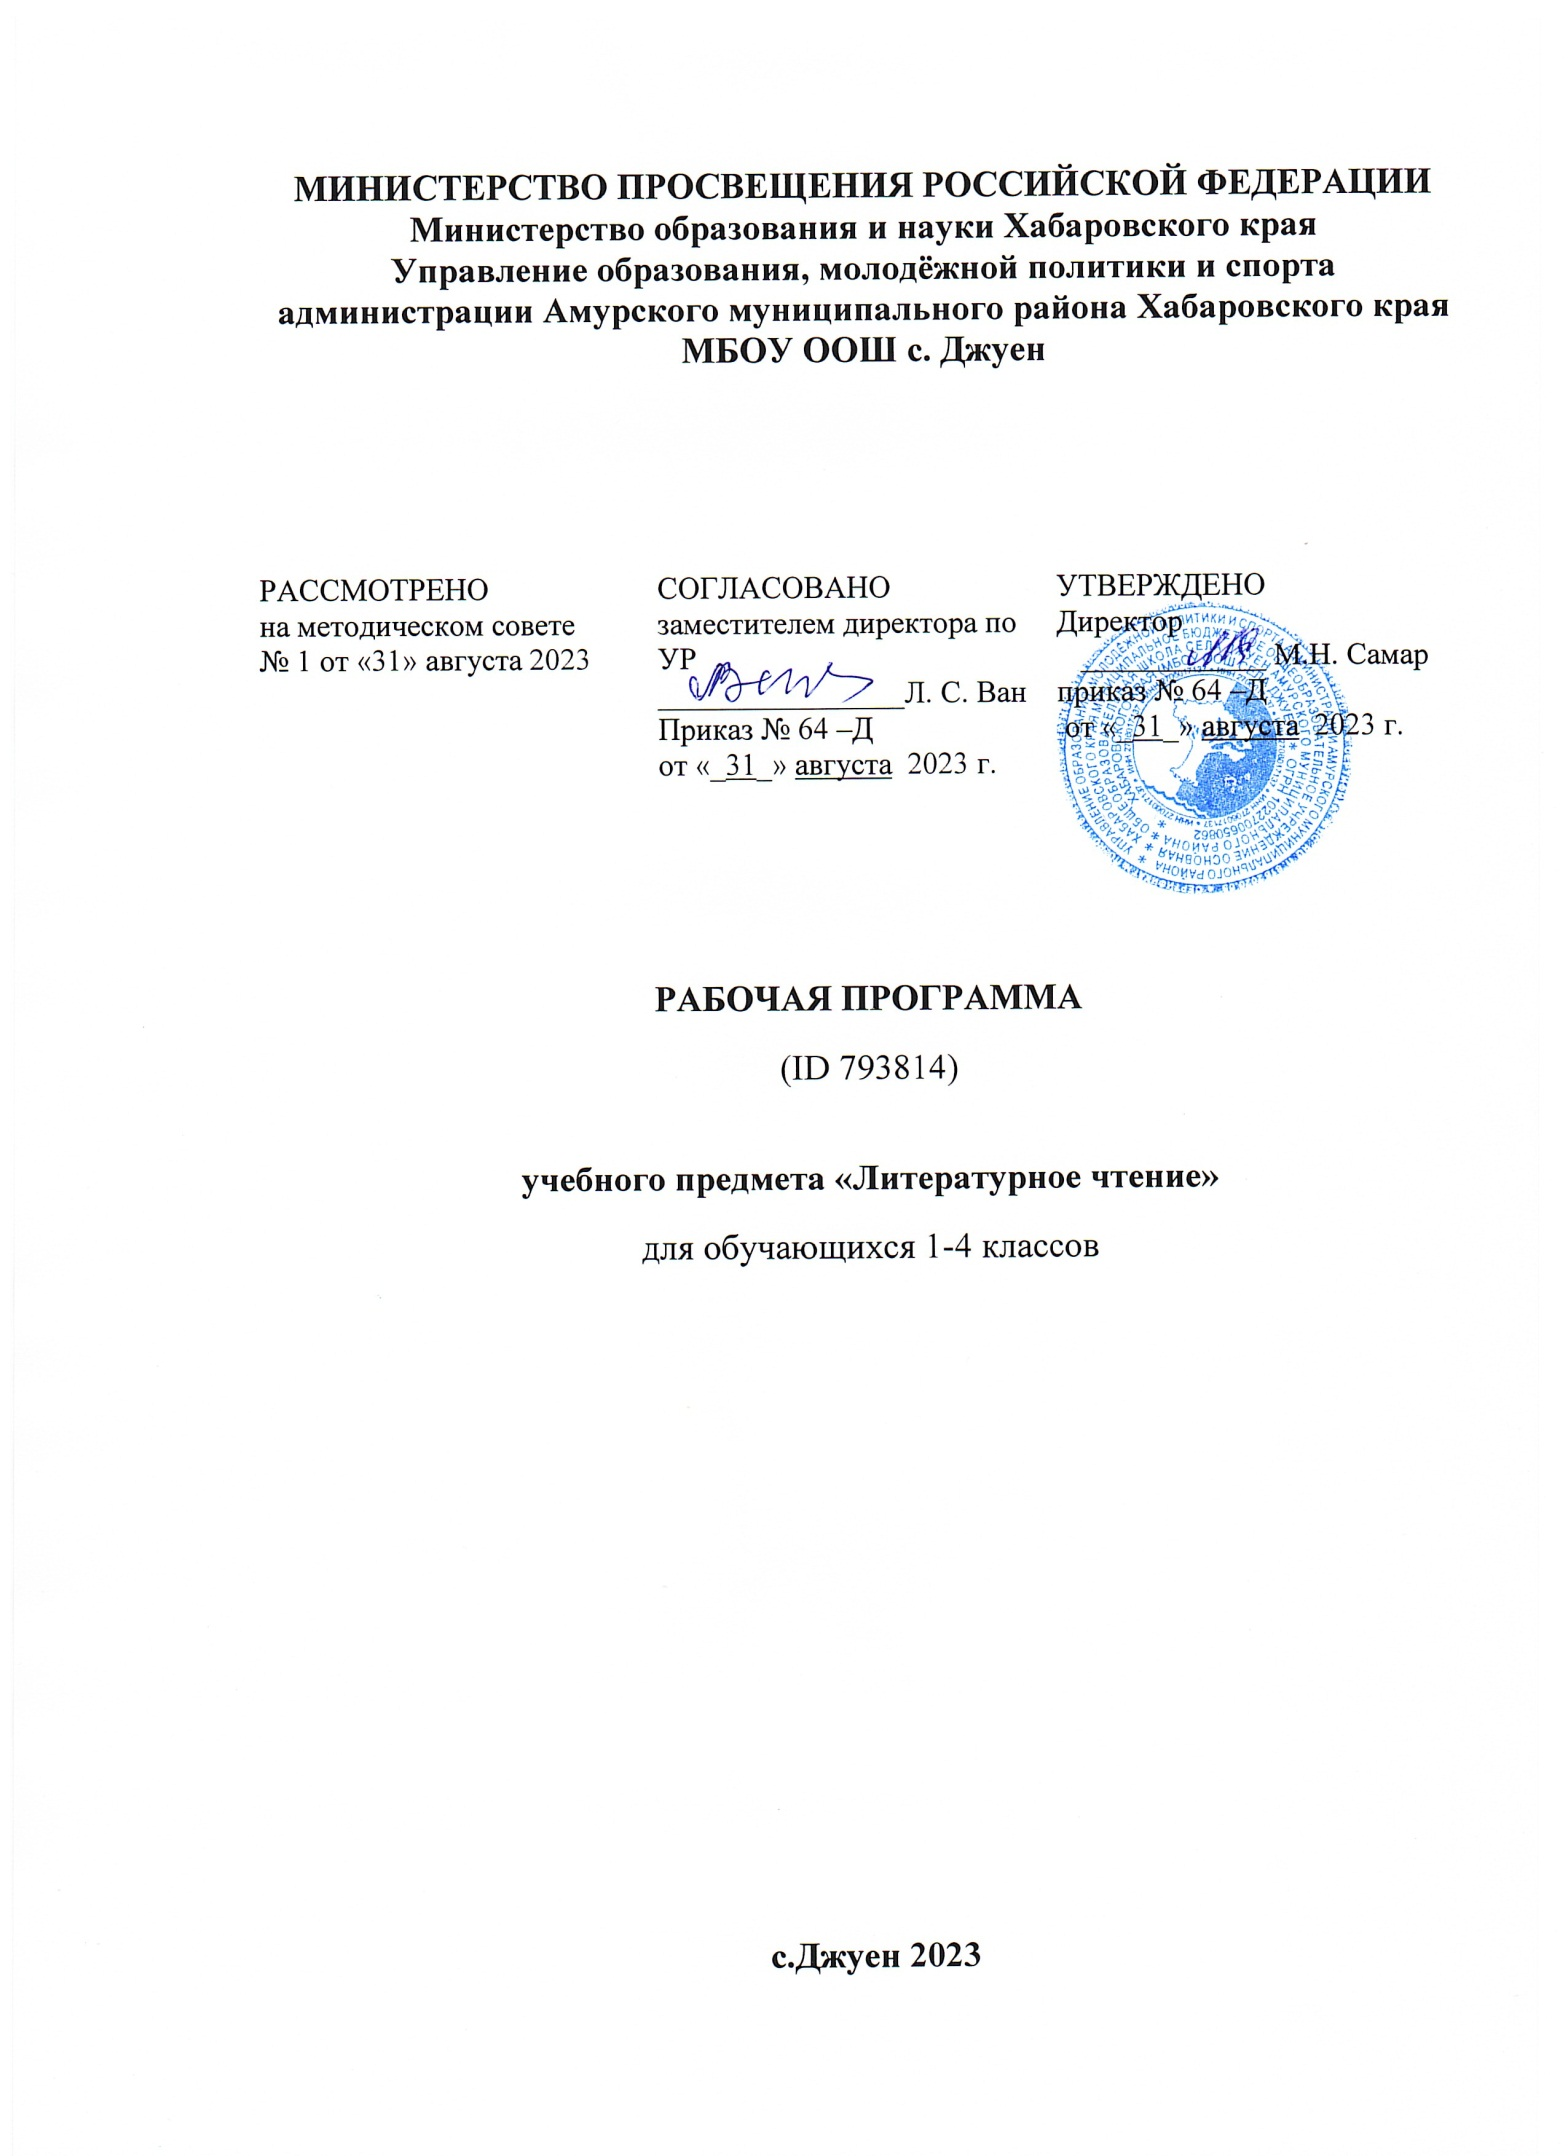 МИНИСТЕРСТВО ПРОСВЕЩЕНИЯ РОССИЙСКОЙ ФЕДЕРАЦИИ
Министерство образования и науки Хабаровского края
Управление образования, молодёжной политики и спорта
администрации Амурского муниципального района Хабаровского края
МБОУ ООШ с. Джуен
РАССМОТРЕНО
на методическом совете
№ 1 от «31» августа 2023
СОГЛАСОВАНО
заместителем директора по
УР
Л. С. Ван
Приказ № 64 –Д
от «_31_» августа 2023 г.
УТВЕРЖДЕНО
Директор
М.Н. Самар
приказ № 64 –Д
от «_31_» августа 2023 г.
РАБОЧАЯ ПРОГРАММА
(ID 793814)
учебного предмета «Литературное чтение»
для обучающихся 1-4 классов
с.Джуен 2023